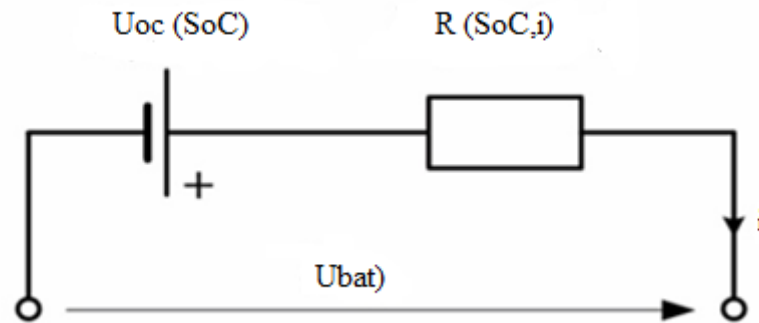 Uoc (SoC)
R (SoC,i)
+
i
Ubat)